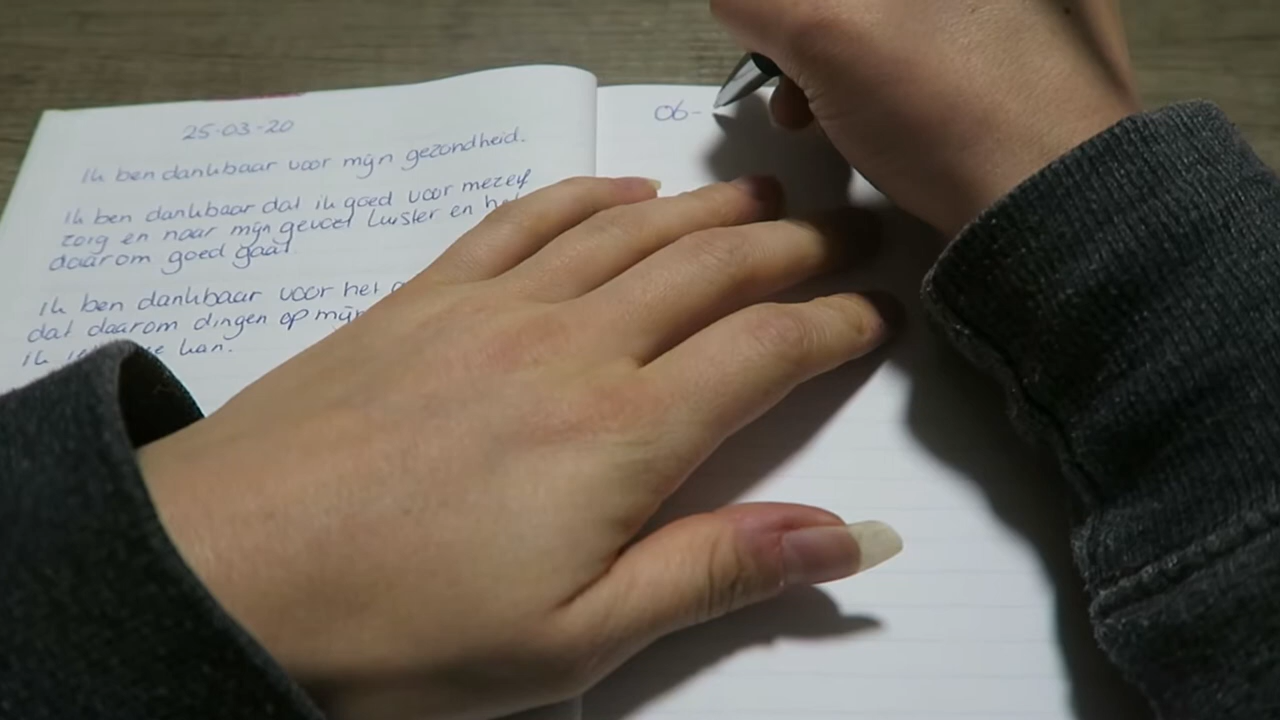 25-03-20
Ik ben dankbaar voor mijn gezondheid.
Ik ben dankbaar dat ik goed voor mezelf
zorg en naar mijn gevoel luister en het
daarom goed gaat.
Ik ben dankbaar voor het
dat daarom dingen op mijn
ik kan.
06-